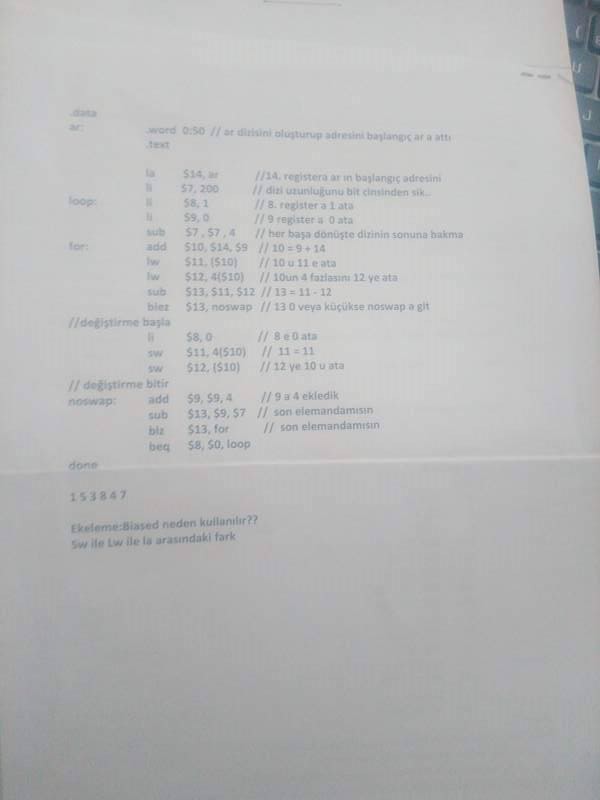 .data
ar: .word 0:50 // ar dizisini oluşturup adresini başlangıç ar a attı
.text
la $14, ar //14. registera ar ın başlangıç adresini
li $7, 200 // dizi uzunluğunu bit cinsinden sik..
loop: li $8, 1 // 8. register a 1 ata
li $9, 0 // 9 register a 0 ata
sub $7 , $7 , 4 // her başa dönüşte dizinin sonuna bakma
for: add $10, $14, $9 // 10 = 9 + 14
lw $11, ($10) // 10 u 11 e ata
lw $12, 4($10) // 10un 4 fazlasını 12 ye ata
sub $13, $11, $12 // 13 = 11 - 12
blez $13, noswap // 13 0 veya küçükse noswap a git
//değiştirme başla
li $8, 0 // 8 e 0 ata
sw $11, 4($10) // 11 = 11
sw $12, ($10) // 12 ye 10 u ata
// değiştirme bitir
noswap: add $9, $9, 4 // 9 a 4 ekledik
sub $13, $9, $7 // son elemandamısın
blz $13, for // son elemandamısın
beq $8, $0, loop
done
1 5 3 8 4 7
Ekeleme:Biased neden kullanılır??
Sw ile Lw ile la arasındaki fark